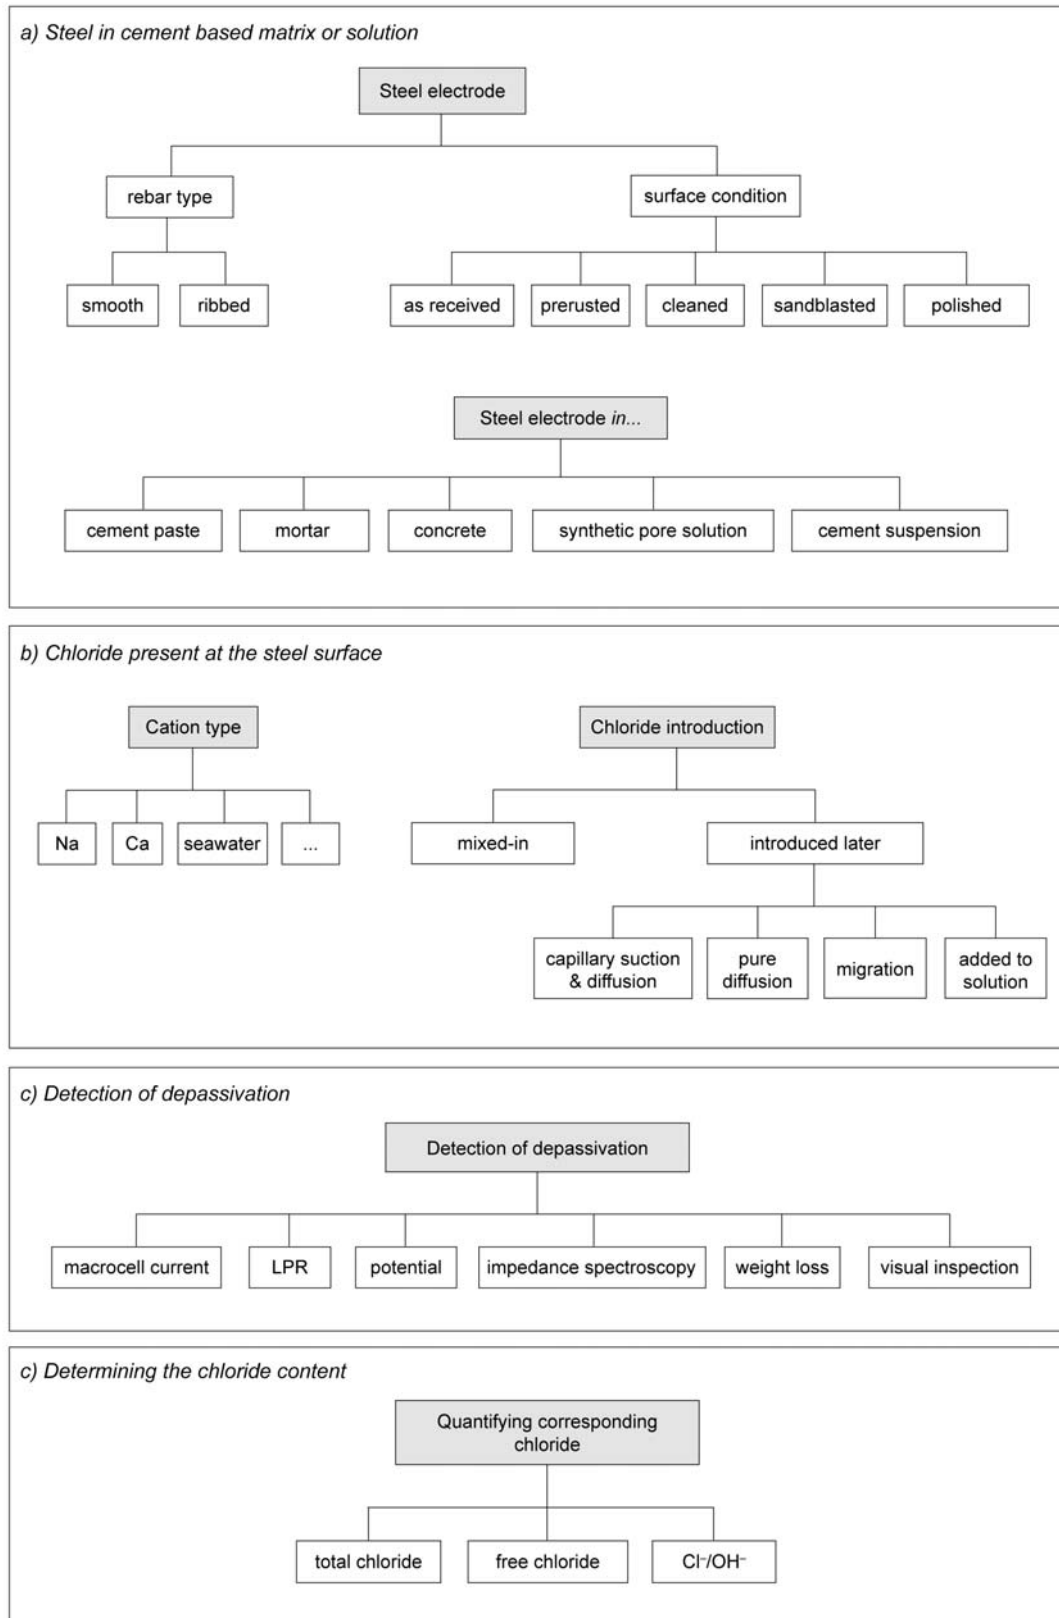 a) Steel in cement based matrix or solution
Steel electrode
rebar type
surface condition
smooth
ribbed
as received
prerusted
cleaned
sandblasted
polished
Steel electrode in...
cement paste
mortar
concrete
synthetic pore solution
cement suspension
b) Chloride present at the steel surface
Cation type
Chloride introduction
Na
Ca
seawater
...
mixed-in
introduced later
capillary suction
& diffusion
pure
diffusion
migration
added to
solution
c) Detection of depassivation
Detection of depassivation
macrocell current
LPR
potential
impedance spectroscopy
weight loss
visual inspection
c) Determining the chloride content
Quantifying corresponding
chloride
total chloride
free chloride
Cl⁻/OH⁻